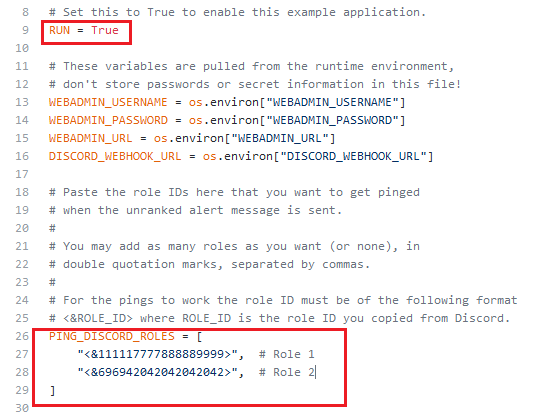 8 # Set this to True to enable this example application.
9 RUN = True
10
11 # These variables are pulled from the runtime environment,
12 # don't store passwords or secret information in this file!
13 WEBADMIN_USERNAME = os.environ["WEBADMIN_USERNAME"]
14 WEBADMIN_PASSWORD = os.environ["WEBADMIN_PASSWORD"]
15 WEBADMIN_URL = os.environ["WEBADMIN_URL"]
16 DISCORD_WEBHOOK_URL = os.environ["DISCORD_WEBHOOK_URL"]
17
18 # Paste the role IDs here that you want to get pinged
19 # when the unranked alert message is sent.
20 #
21 # You may add as many roles as you want (or none), in
22 # double quotation marks, separated by commas.
23 #
24 # For the pings to work the role ID must be of the following format
25 # <&ROLE_ID> where ROLE_ID is the role ID you copied from Discord.
26 PING_DISCORD_ROLES = [
27 "<&111117777888889999>", # Role 1
28 "<&696942042042042042>", # Role 2
29 ]
30